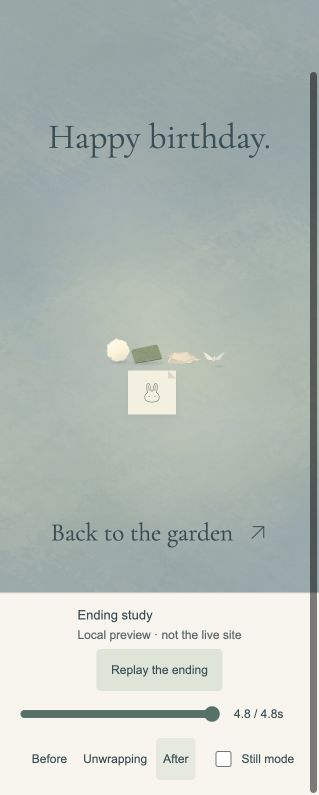 Happy birthday.
Back to the garden
Ending study
Local preview · not the live site
Replay the ending
4.8 / 4.8s
Before Unwrapping After Still mode